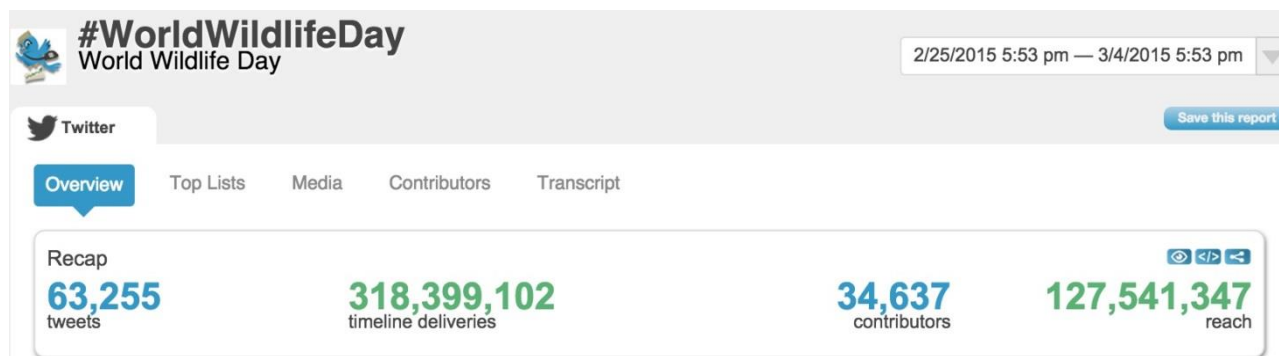 #WorldWildlifeDay
World Wildlife Day
2/25/2015 5:53 pm — 3/4/2015 5:53 pm
Twitter
Save this report
Overview Top Lists Media Contributors Transcript
Recap
63,255 318,399,102 34,637 127,541,347
tweets timeline deliveries contributors reach